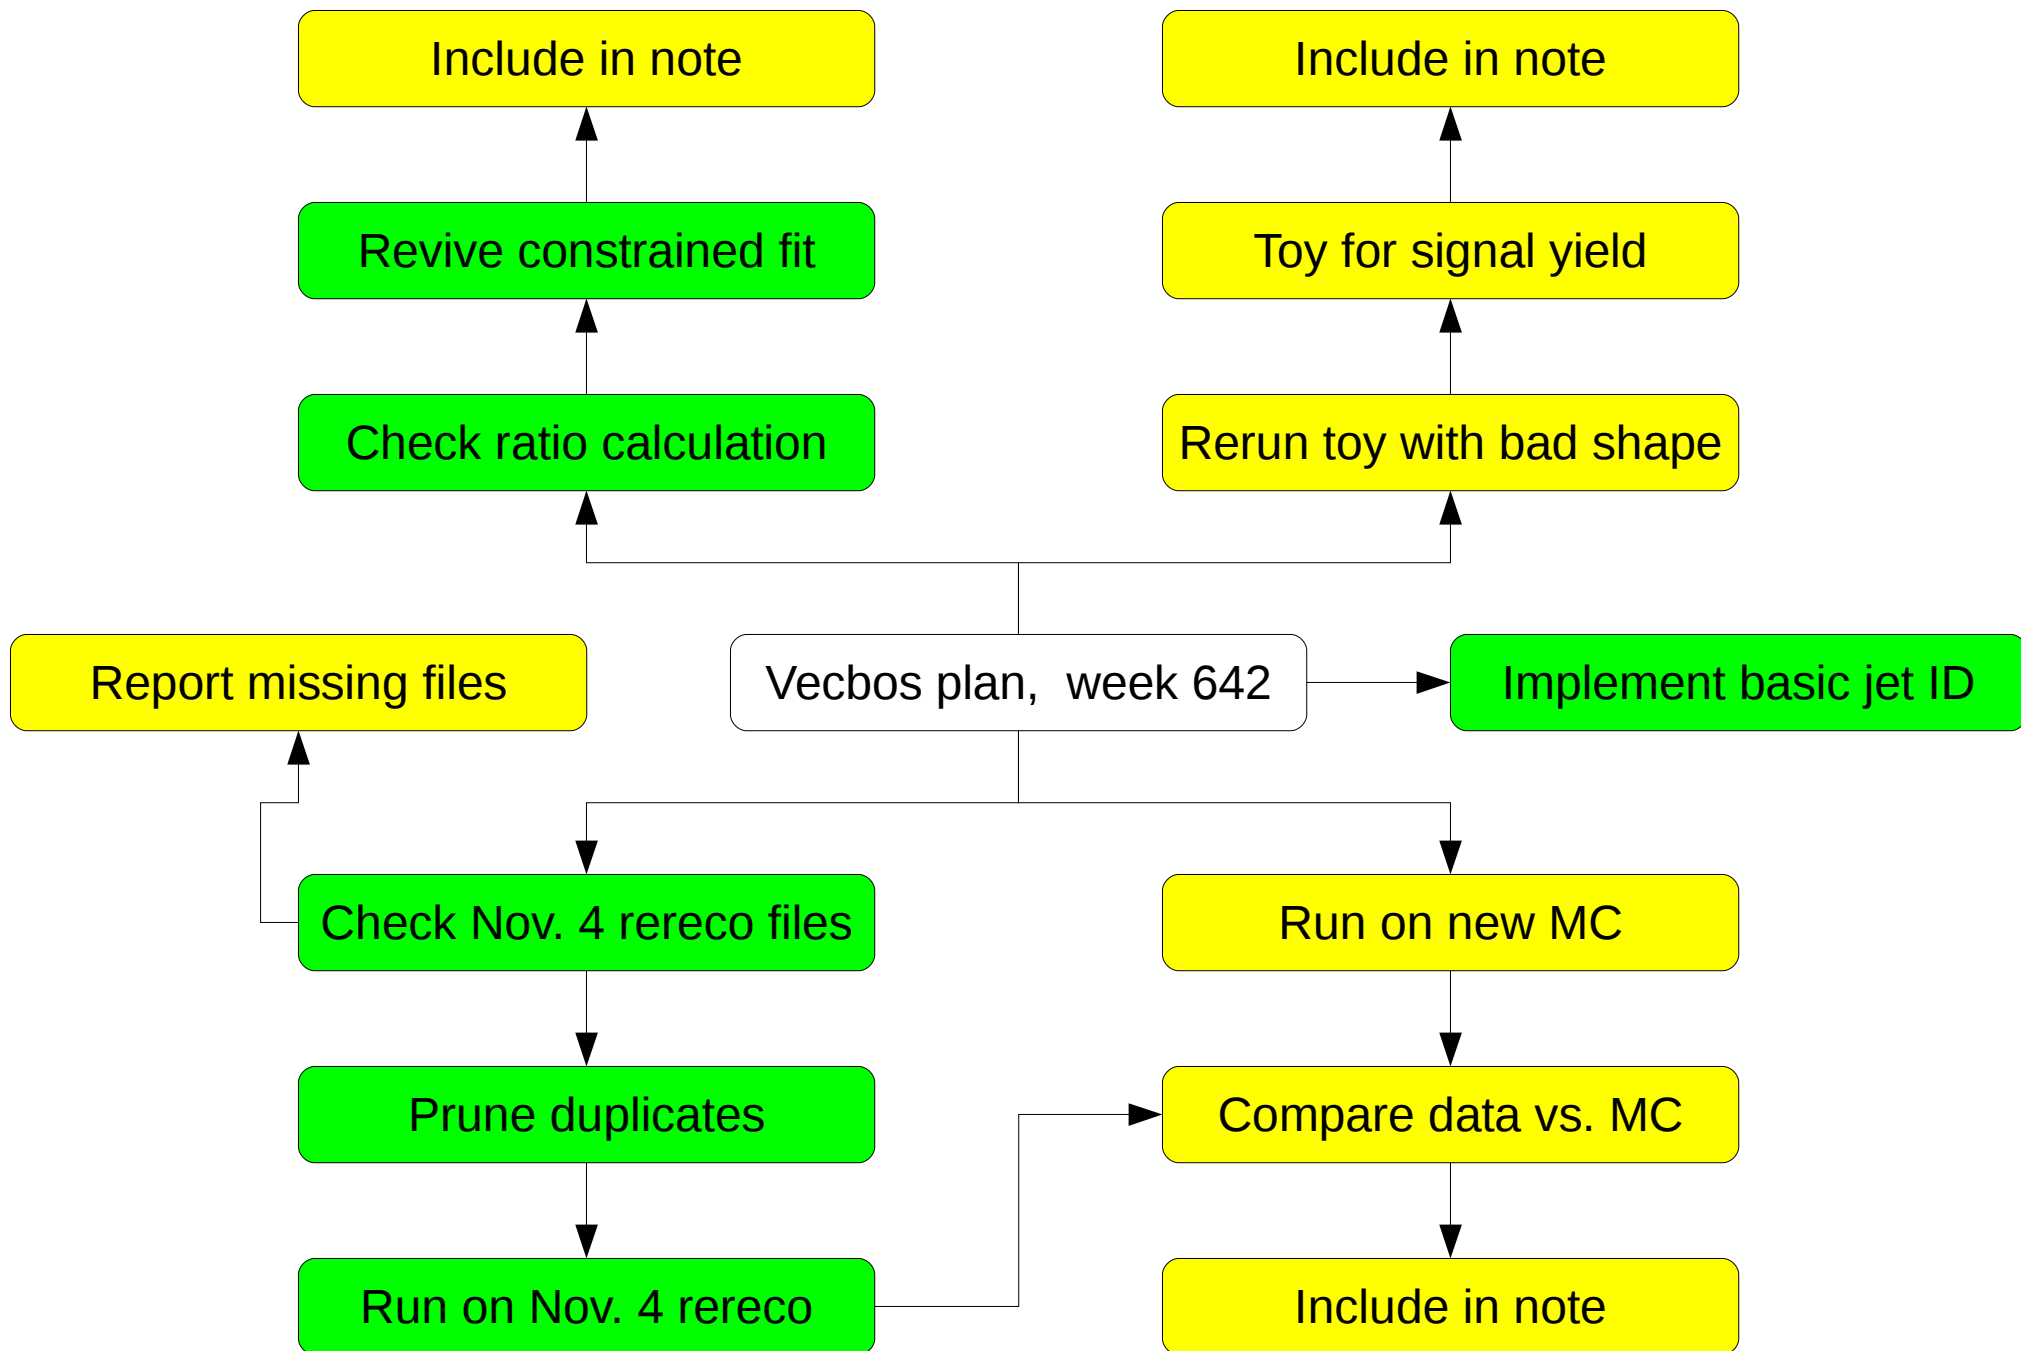 Include in note
Include in note
Revive constrained fit
Toy for signal yield
Check ratio calculation
Rerun toy with bad shape
Report missing files
Vecbos plan,  week 642
Implement basic jet ID
Check Nov. 4 rereco files
Run on new MC
Prune duplicates
Compare data vs. MC
Run on Nov. 4 rereco
Include in note